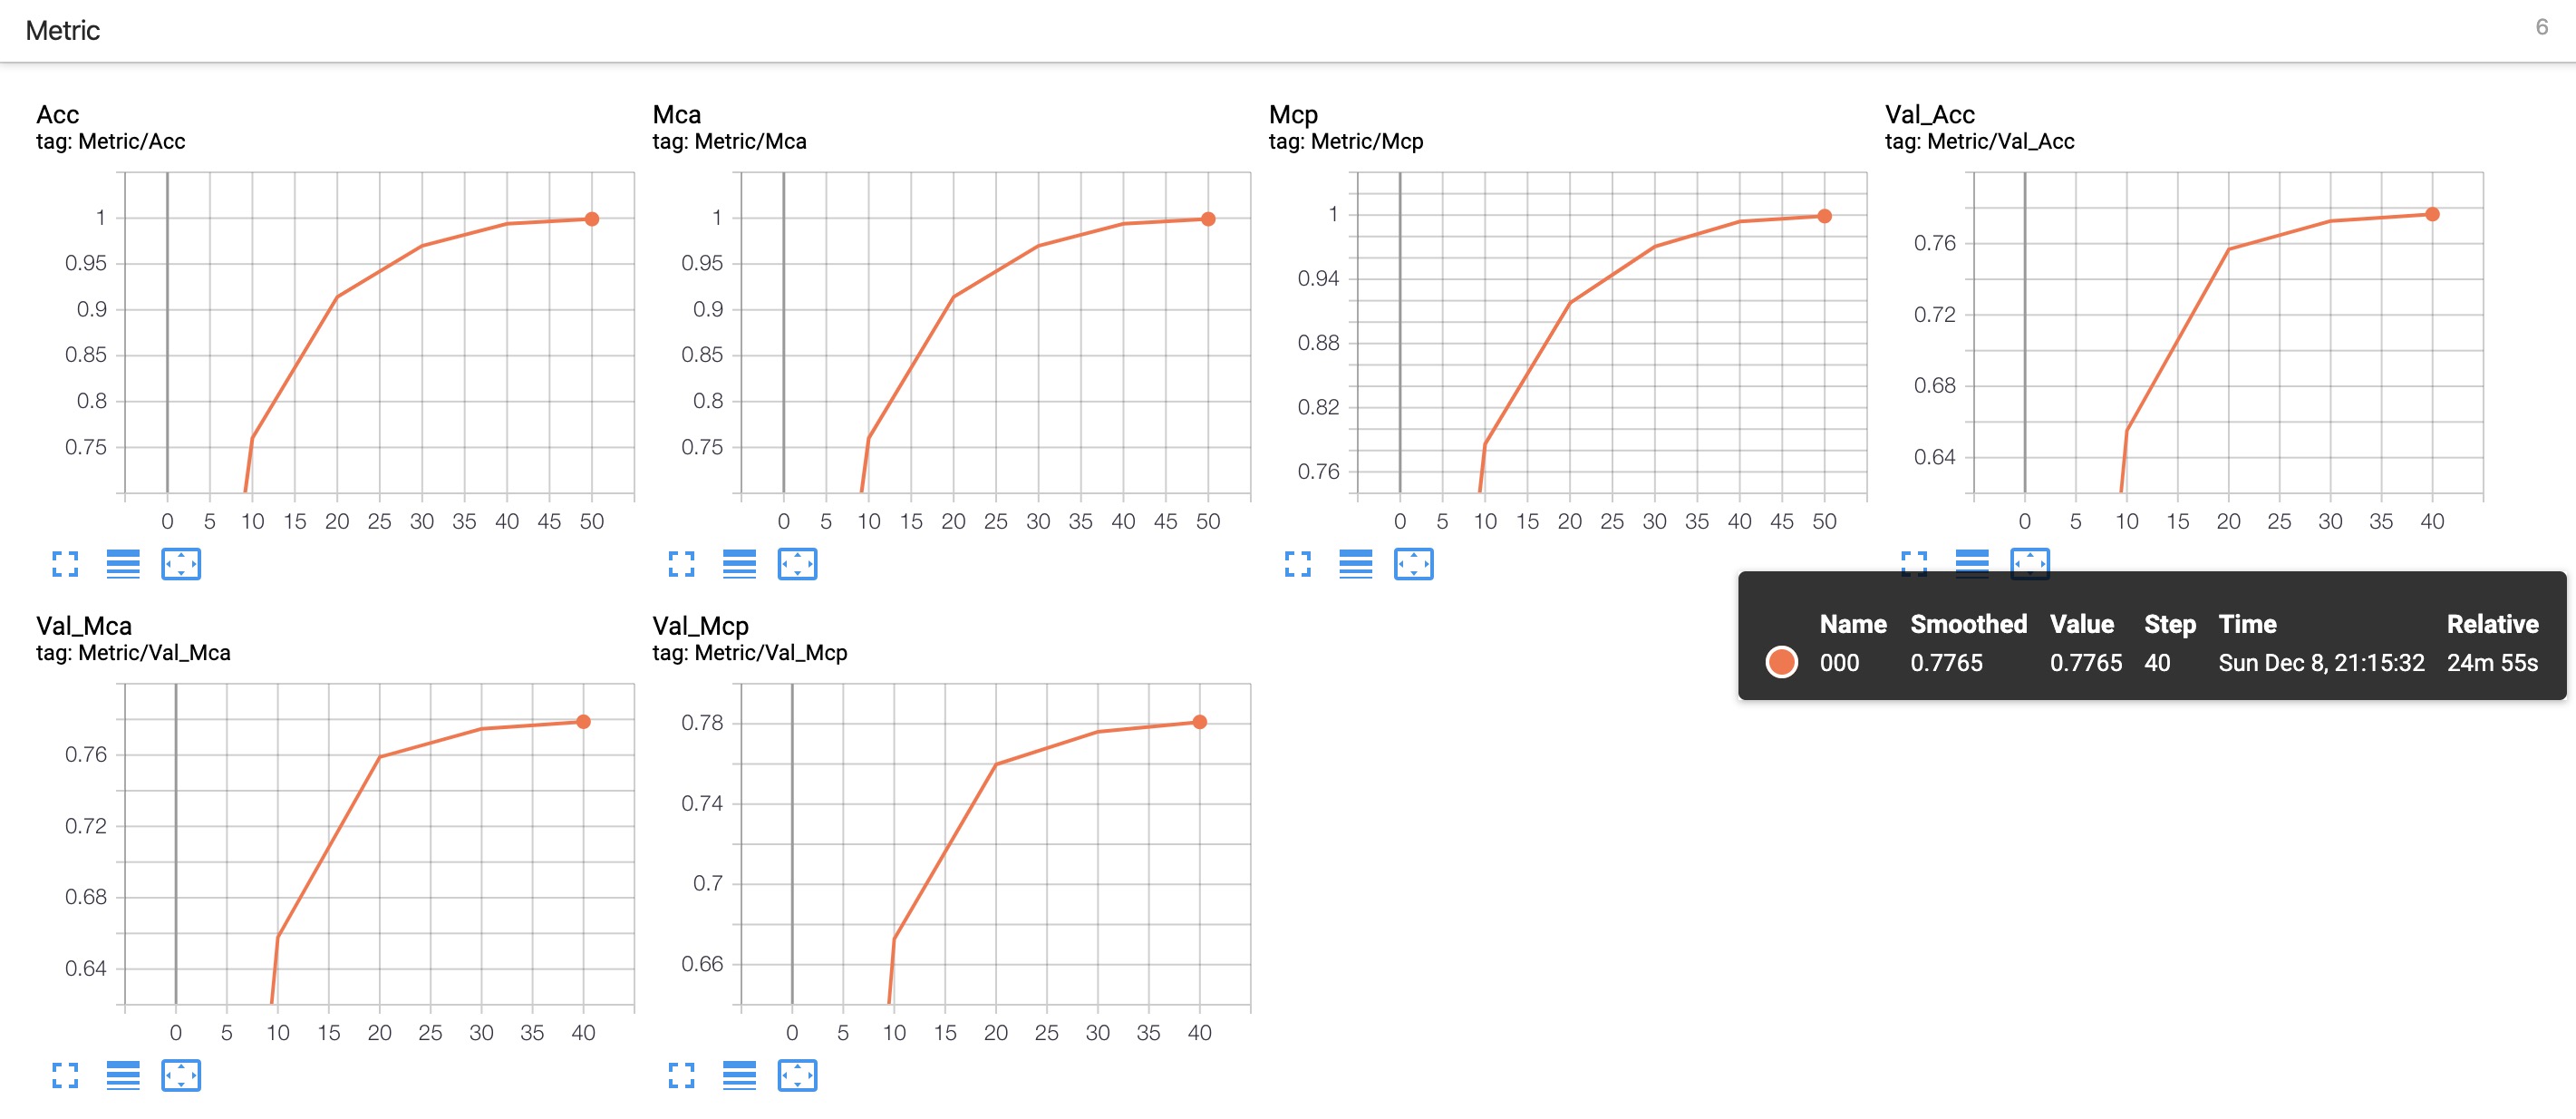 Metric
6
Acc
tag: Metric/Acc
1
0.95
0.9
0.85
0.8
0.75
0 5 10 15 20 25 30 35 40 45 50
Mca
tag: Metric/Mca
1
0.95
0.9
0.85
0.8
0.75
0 5 10 15 20 25 30 35 40 45 50
Mcp
tag: Metric/Mcp
1
0.94
0.88
0.82
0.76
0 5 10 15 20 25 30 35 40 45 50
Val_Acc
tag: Metric/Val_Acc
0.76
0.72
0.68
0.64
0 5 10 15 20 25 30 35 40
Name Smoothed Value Step Time Relative
000 0.7765 0.7765 40 Sun Dec 8, 21:15:32 24m 55s
Val_Mca
tag: Metric/Val_Mca
0.76
0.72
0.68
0.64
0 5 10 15 20 25 30 35 40
Val_Mcp
tag: Metric/Val_Mcp
0.78
0.74
0.7
0.66
0 5 10 15 20 25 30 35 40